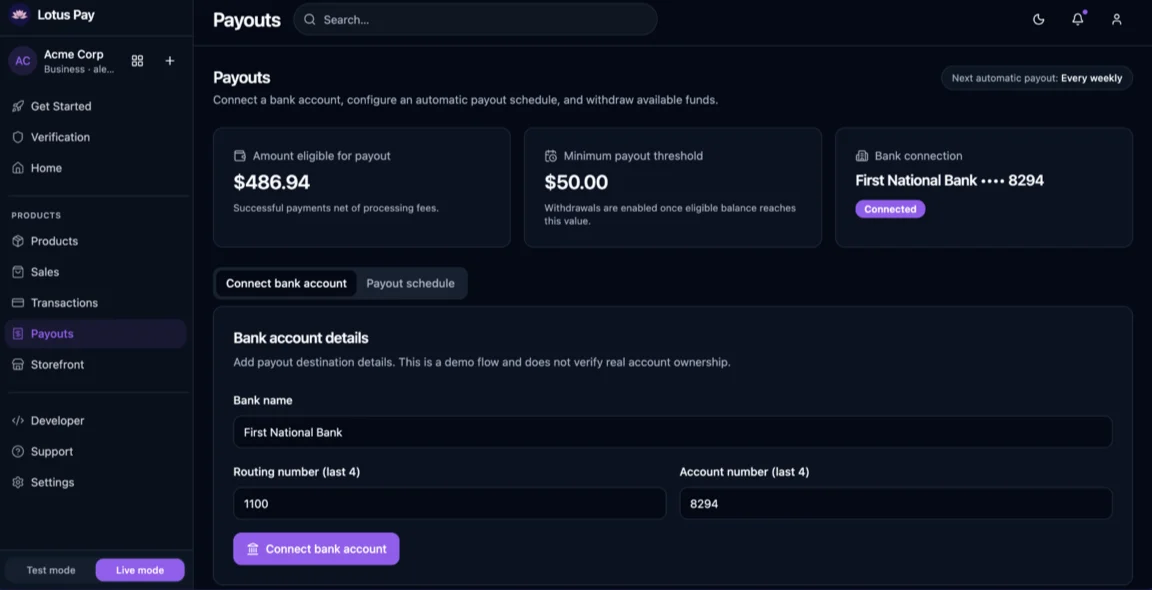 Lotus Pay
AC
Acme Corp
Business · ale...
Get Started
Verification
Home
PRODUCTS
Products
Sales
Transactions
Payouts
Storefront
Developer
Support
Settings
Test mode
Live mode
Payouts
Search...
Payouts
Connect a bank account, configure an automatic payout schedule, and withdraw available funds.
Next automatic payout: Every weekly
Amount eligible for payout
$486.94
Successful payments net of processing fees.
Minimum payout threshold
$50.00
Withdrawals are enabled once eligible balance reaches
this value.
Bank connection
First National Bank •••• 8294
Connected
Connect bank account
Payout schedule
Bank account details
Add payout destination details. This is a demo flow and does not verify real account ownership.
Bank name
First National Bank
Routing number (last 4)
1100
Account number (last 4)
8294
Connect bank account